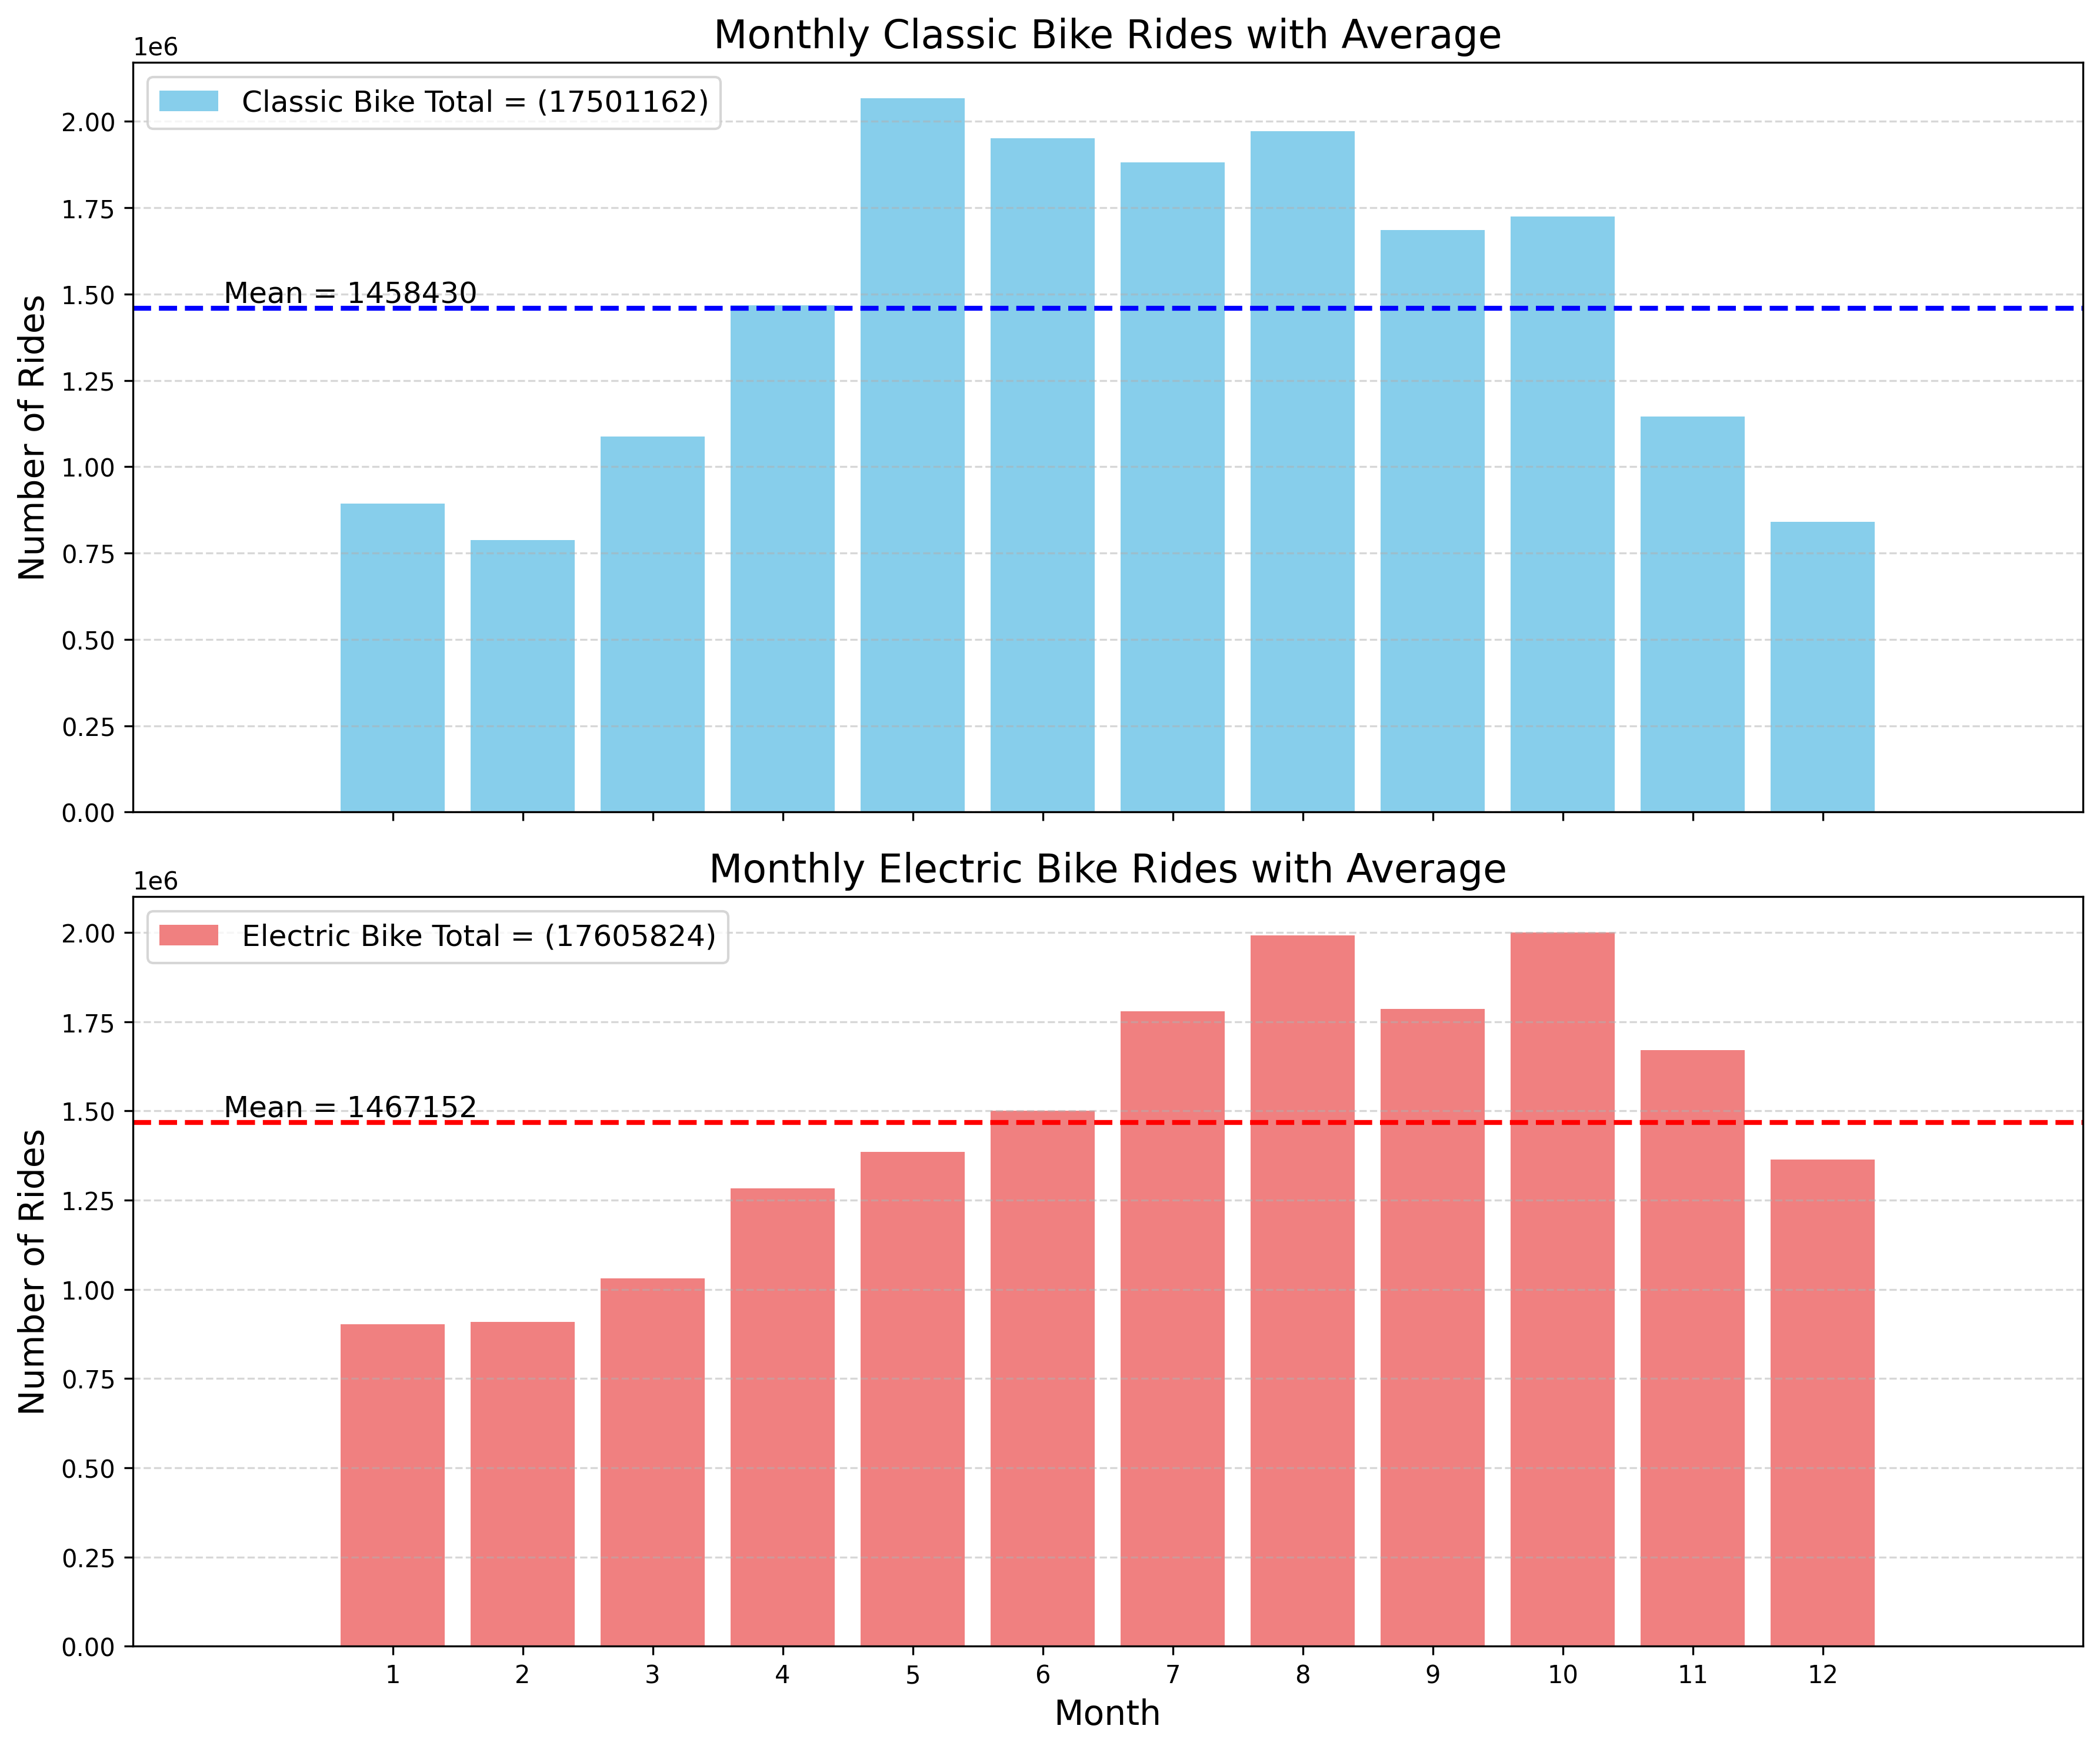 Monthly Classic Bike Rides with Average
1e6
Classic Bike Total = (17501162)
2.00
1.75
1.50
1.25
1.00
0.75
0.50
0.25
0.00
Mean = 1458430
Number of Rides
Monthly Electric Bike Rides with Average
1e6
Electric Bike Total = (17605824)
2.00
1.75
1.50
1.25
1.00
0.75
0.50
0.25
0.00
Mean = 1467152
Number of Rides
1 2 3 4 5 6 7 8 9 10 11 12
Month